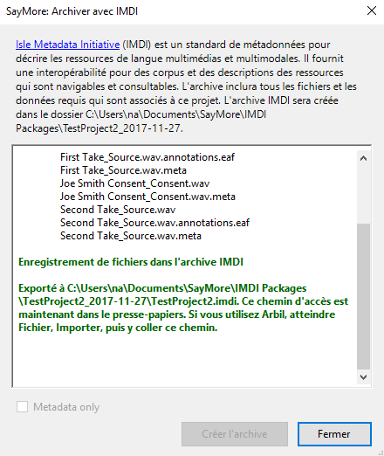 SayMore: Archiver avec IMDI
Isle Metadata Initiative (IMDI) est un standard de métadonnées pour
décrire les ressources de langue multimédias et multimodales. Il fournit
une interopérabilité pour des corpus et des descriptions des ressources
qui sont navigables et consultables. L'archive inclura tous les fichiers et les
données requis qui sont associés à ce projet. L'archive IMDI sera créée
dans le dossier C:\Users\na\Documents\SayMore\IMDI
Packages\TestProject2_2017-11-27.
First Take_Source.wav.annotations.eaf
First Take_Source.wav.meta
Joe Smith Consent_Consent.wav
Joe Smith Consent_Consent.wav.meta
Second Take_Source.wav
Second Take_Source.wav.annotations.eaf
Second Take_Source.wav.meta
Enregistrement de fichiers dans l'archive IMDI
Exporté à C:\Users\na\Documents\SayMore\IMDI Packages
\TestProject2_2017-11-27\TestProject2.imdi. Ce chemin d'accès est
maintenant dans le presse-papiers. Si vous utilisez Arbil, atteindre
Fichier, Importer, puis y coller ce chemin.
Metadata only
Créer l'archive
Fermer